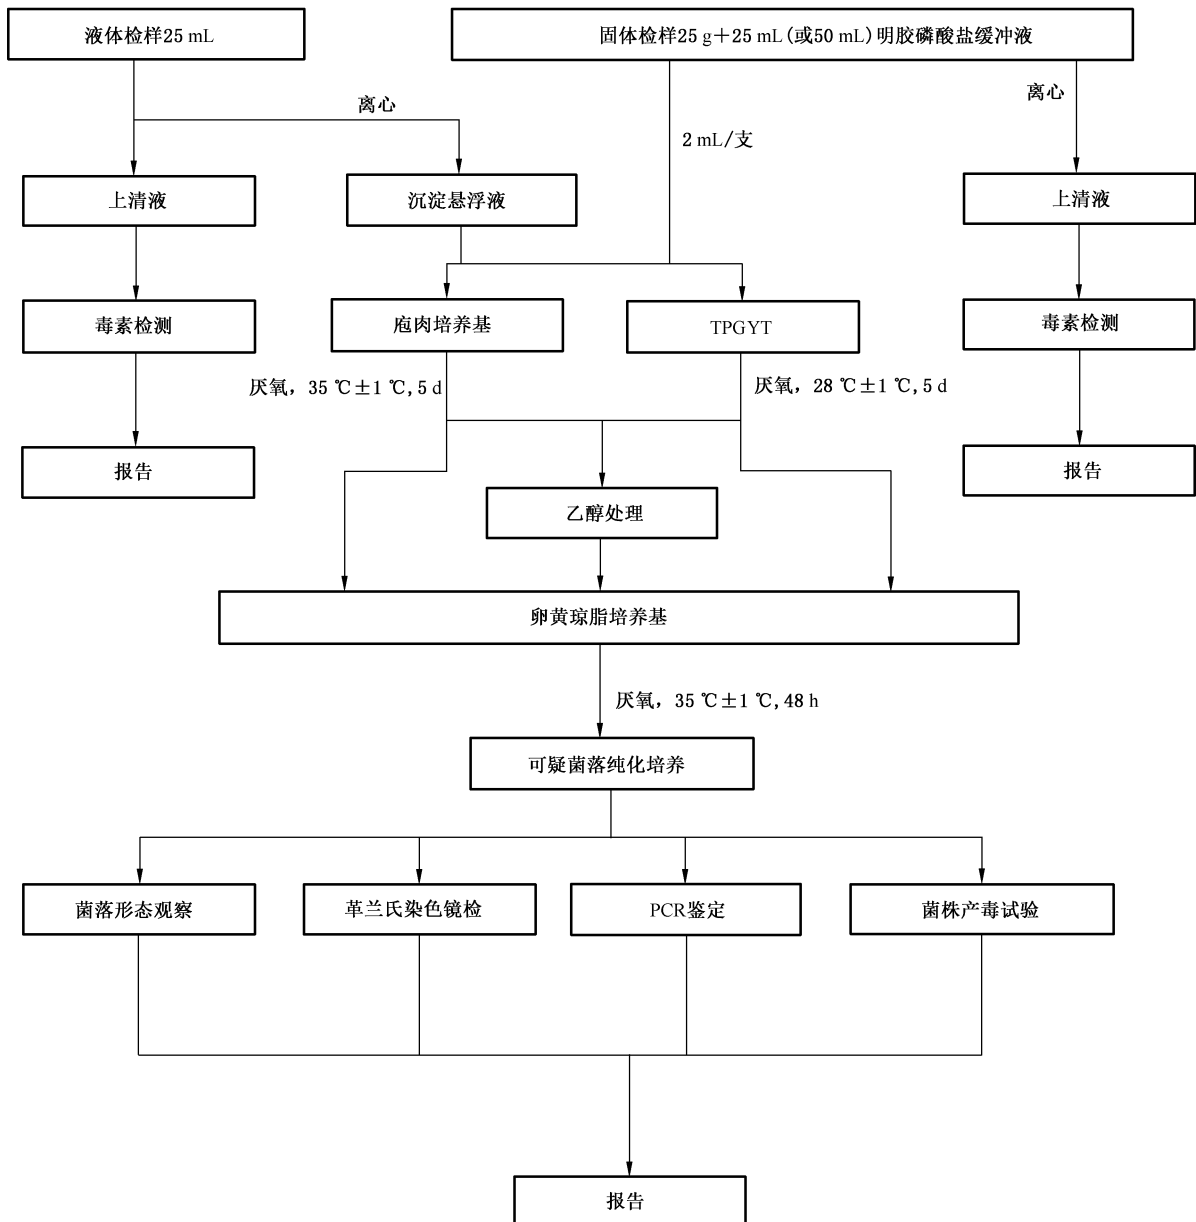 液体检样25 mL
固体检样25 g+25 mL(或50 mL)明胶磷酸盐缓冲液
离心
离心
2 mL/支
上清液
沉淀悬浮液
上清液
毒素检测
庖肉培养基
TPGYT
毒素检测
厌氧，35 ℃±1 ℃,5 d
厌氧，28 ℃±1 ℃,5 d
报告
报告
乙醇处理
卵黄琼脂培养基
厌氧，35 ℃±1 ℃,48 h
可疑菌落纯化培养
菌落形态观察
革兰氏染色镜检
PCR鉴定
菌株产毒试验
报告